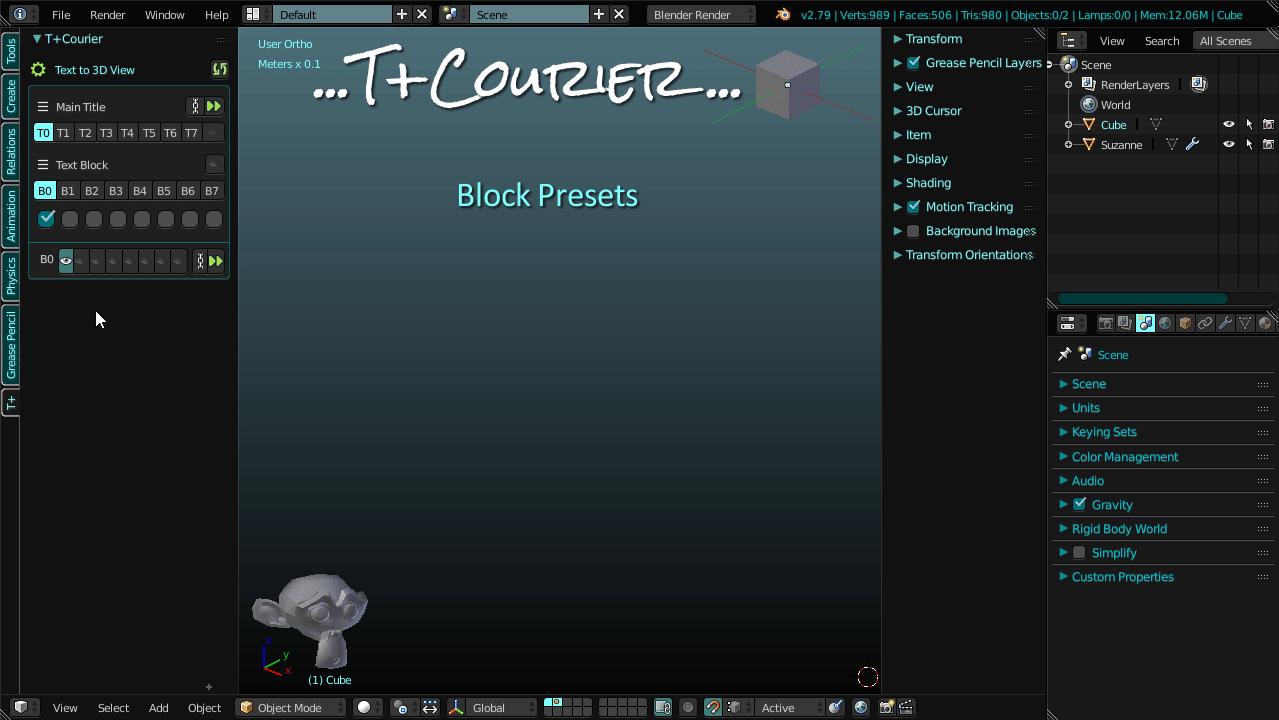 File Render Window Help Default Scene Blender Render v2.79 | Verts:989 | Faces:506 | Tris:980 | Objects:0/2 | Lamps:0/0 | Mem:12.06M | Cube
T+Courier
Text to 3D View
Main Title
T0 T1 T2 T3 T4 T5 T6 T7
Text Block
B0 B1 B2 B3 B4 B5 B6 B7
B0
Tools
Create
Relations
Animation
Physics
Grease Pencil
T+
User Ortho
Meters x 0.1
...T+Courier...
Block Presets
(1) Cube
z
y
x
Transform
Grease Pencil Layers
View
3D Cursor
Item
Display
Shading
Motion Tracking
Background Images
Transform Orientations
View Search All Scenes
Scene
RenderLayers
World
Cube
Suzanne
Scene
Scene
Units
Keying Sets
Color Management
Audio
Gravity
Rigid Body World
Simplify
Custom Properties
View Select Add Object Object Mode Global Active